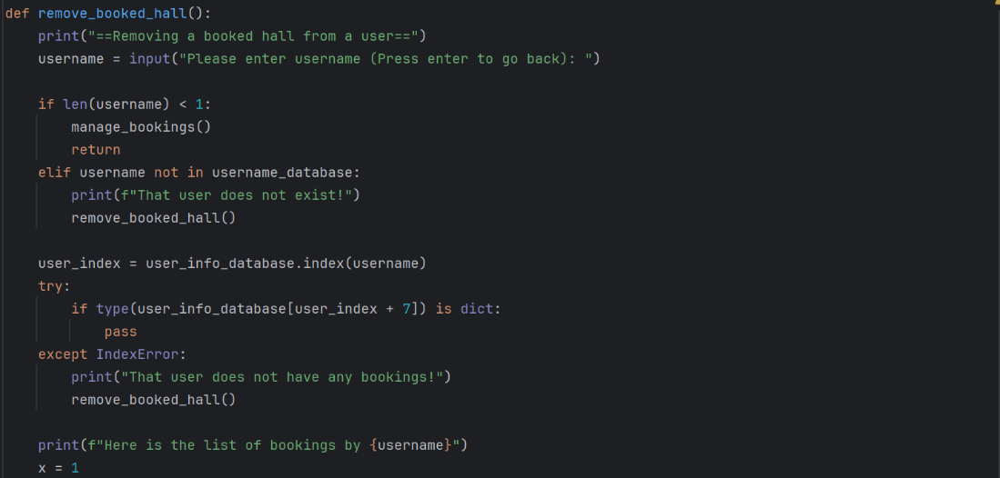 def remove_booked_hall():
    print("==Removing a booked hall from a user==")
    username = input("Please enter username (Press enter to go back): ")
    if len(username) < 1:
        manage_bookings()
        return
    elif username not in username_database:
        print(f"That user does not exist!")
        remove_booked_hall()
    user_index = user_info_database.index(username)
    try:
        if type(user_info_database[user_index + 7]) is dict:
            pass
    except IndexError:
        print("That user does not have any bookings!")
        remove_booked_hall()
    print(f"Here is the list of bookings by {username}")
    x = 1